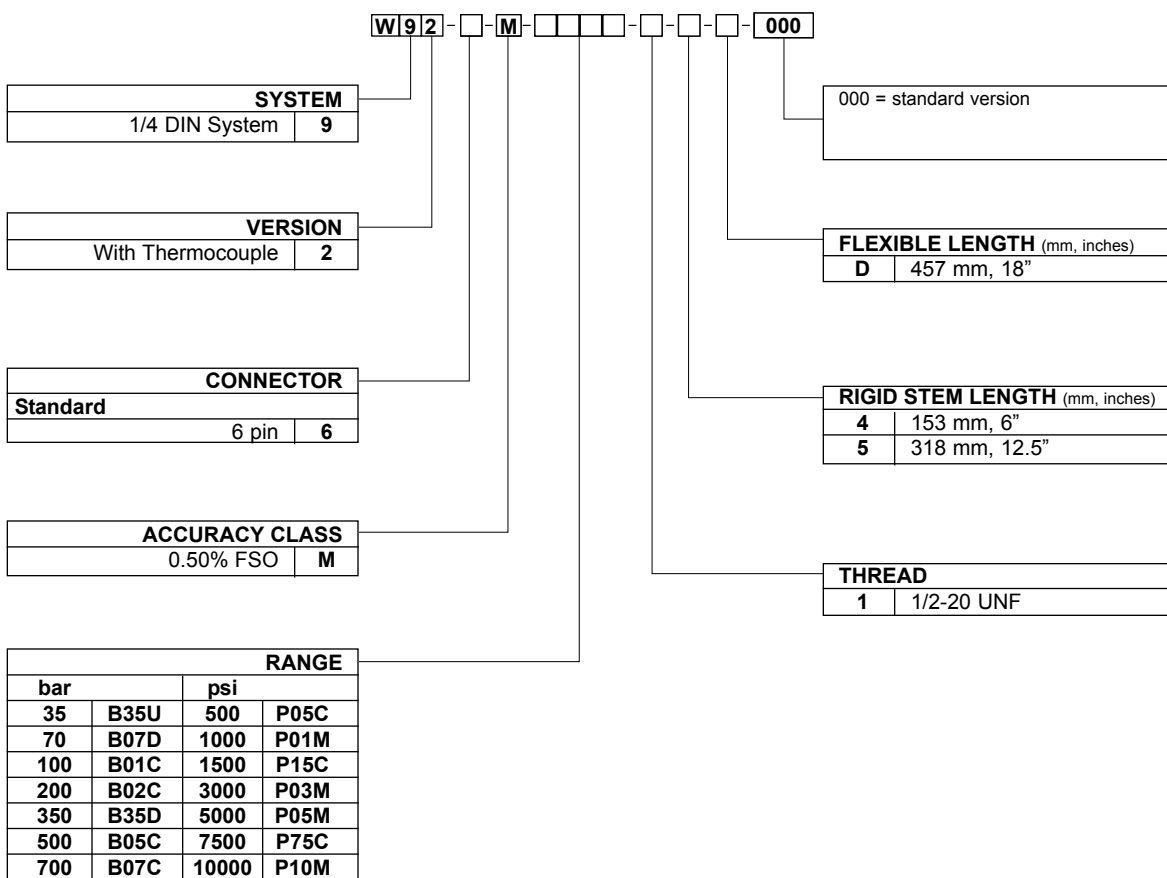 W92-□-M-□□□□-□-□-□-000
SYSTEM
1/4 DIN System 9
VERSION
With Thermocouple 2
CONNECTOR
Standard
6 pin 6
ACCURACY CLASS
0.50% FSO M
RANGE
bar psi
35 B35U 500 P05C
70 B07D 1000 P01M
100 B01C 1500 P15C
200 B02C 3000 P03M
350 B35D 5000 P05M
500 B05C 7500 P75C
700 B07C 10000 P10M
000 = standard version
FLEXIBLE LENGTH (mm, inches)
D 457 mm, 18”
RIGID STEM LENGTH (mm, inches)
4 153 mm, 6”
5 318 mm, 12.5”
THREAD
1 1/2-20 UNF